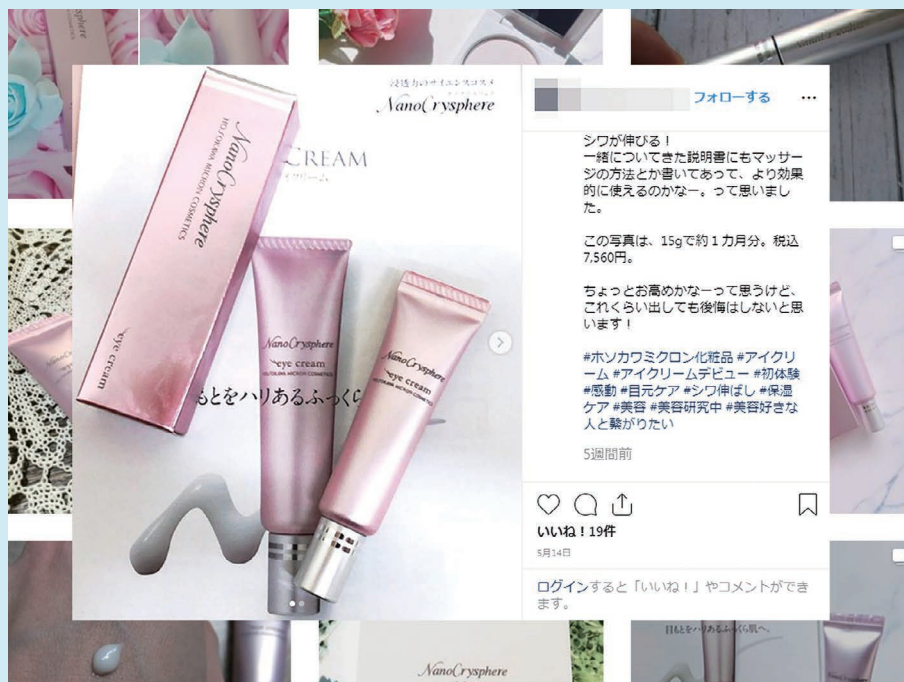 浸透力のサイエンスコスメ
NanoCrysphere
CREAM
イクリーム
NanoCrysphere
HOSOKAWA MICRON COSMETICS
eye cream
NanoCrysphere
eye cream
HOSOKAWA MICRON COSMETICS
NanoCrysphere
eye cream
HOSOKAWA MICRON COSMETICS
もとをハリあるふっくら
フォローする
シワが伸びる！
一緒についてきた説明書にもマッサー
ジの方法とか書いてあって、より効果
的に使えるのかなー。って思いまし
た。
この写真は、15gで約１カ月分。税込
7,560円。
ちょっとお高めかなーって思うけど、
これくらい出しても後悔はしないと思
います！
#ホソカワミクロン化粧品 #アイクリ
ーム #アイクリームデビュー #初体験
#感動 #目元ケア #シワ伸ばし #保湿
ケア #美容 #美容研究中 #美容好きな
人と繋がりたい
5週間前
いいね！19件
5月14日
ログインすると「いいね！」やコメントができ
ます。
NanoCrysphere
目もとをハリあるふっくら肌へ。